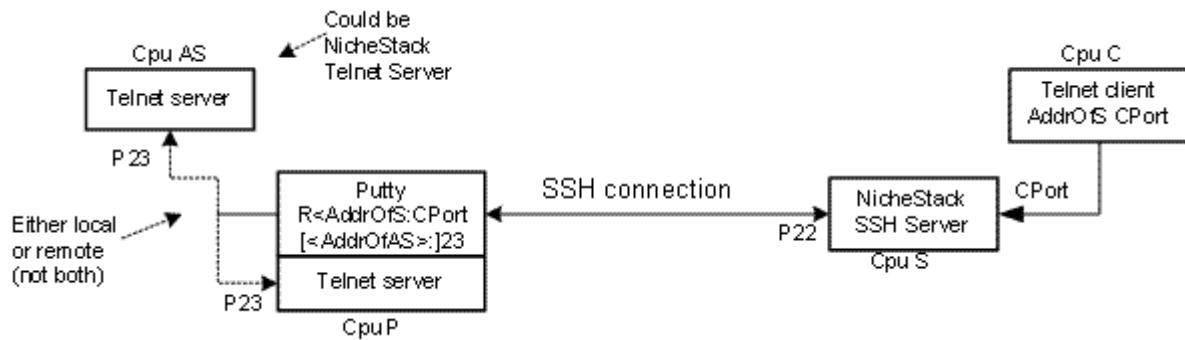 Could be
NicheStack
Telnet Server
Cpu AS
Telnet server
P23
Cpu C
Telnet client
AddrOfS CPort
Putty
R<AddrOfS:CPort
[<AddrOfAS>:]23
Telnet server
Cpu P
SSH connection
P22
NicheStack
SSH Server
Cpu S
CPort
Either local
or remote
(not both)
P23